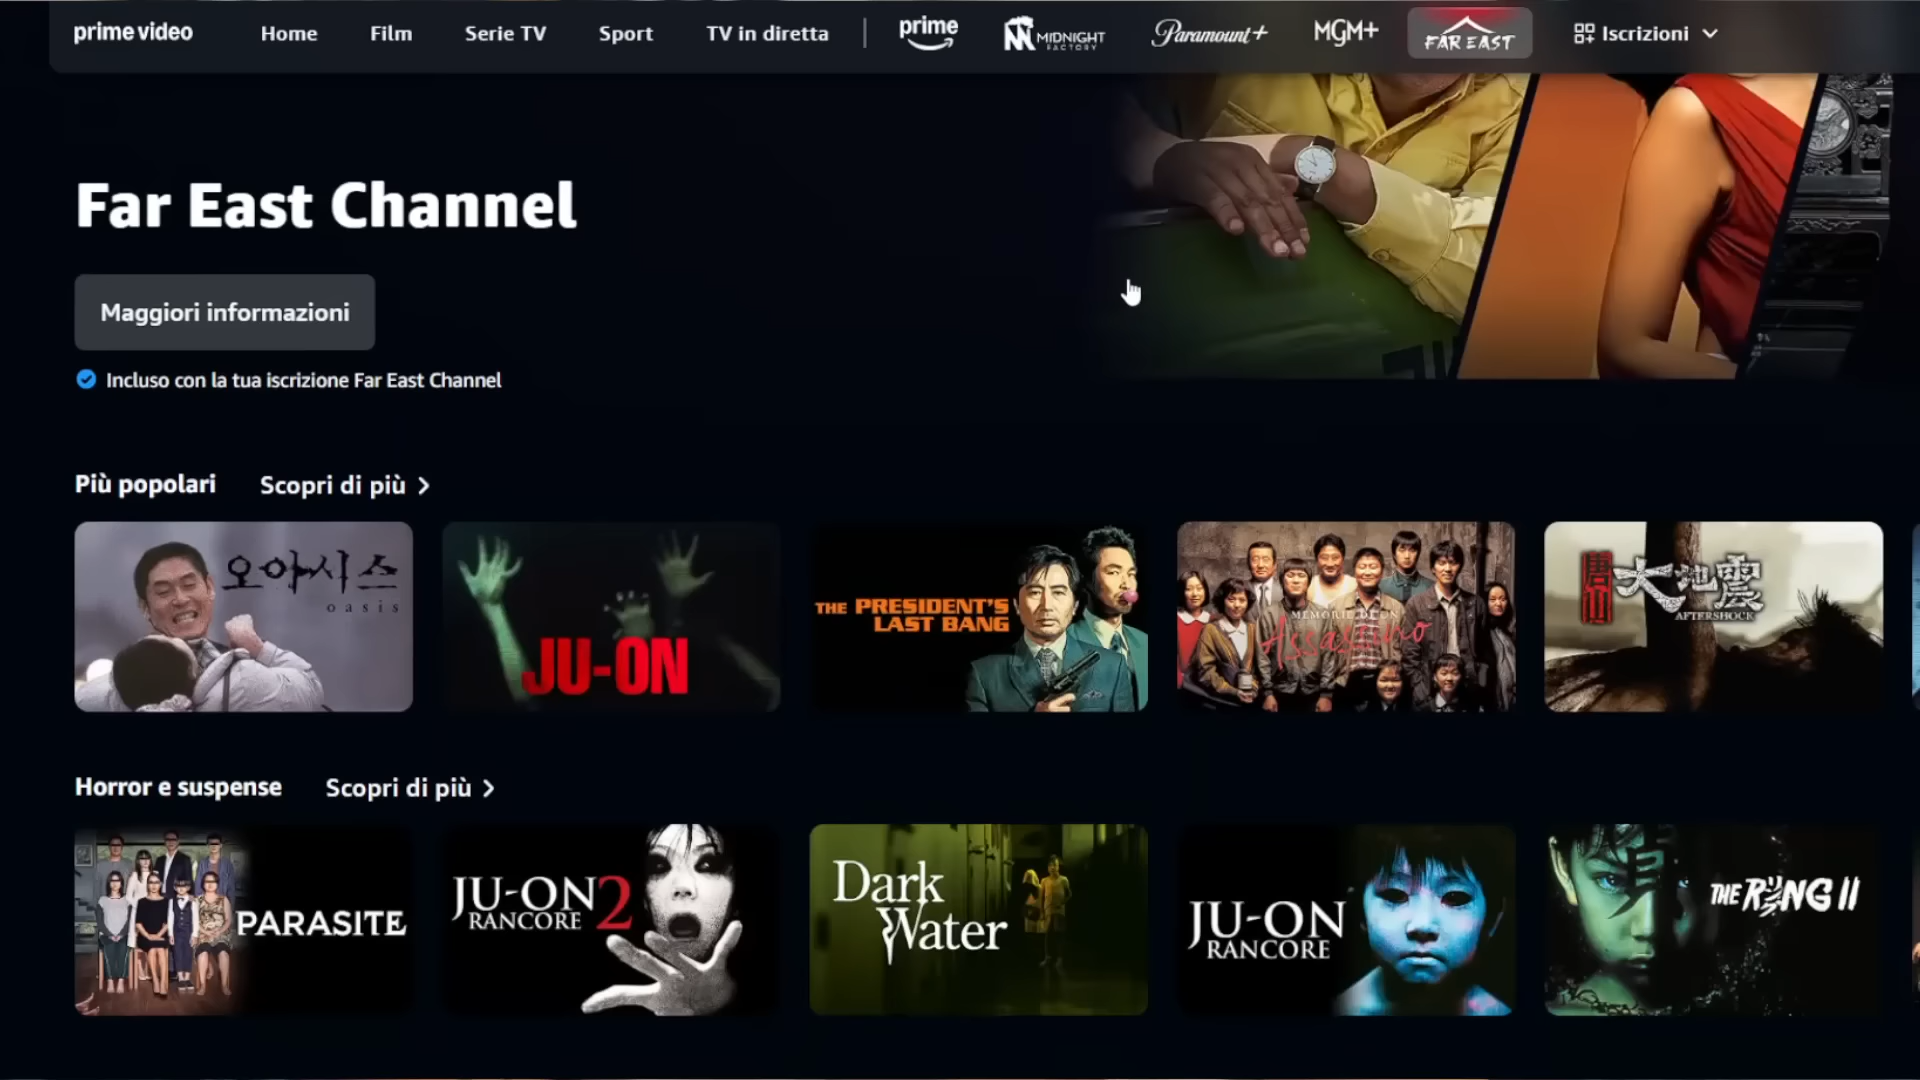 prime video
Home
Film
Serie TV
Sport
TV in diretta
prime
MIDNIGHT
FACTORY
Paramount+
MGM+
FAR EAST
Iscrizioni
Far East Channel
Maggiori informazioni
Incluso con la tua iscrizione Far East Channel
Più popolari
Scopri di più
오아시스
oasis
JU-ON
THE PRESIDENT'S
LAST BANG
MEMORIE DI UN
Assassino
唐山
大地震
AFTERSHOCK
Horror e suspense
Scopri di più
PARASITE
JU-ON 2
RANCORE
Dark
Water
JU-ON
RANCORE
THE RING II